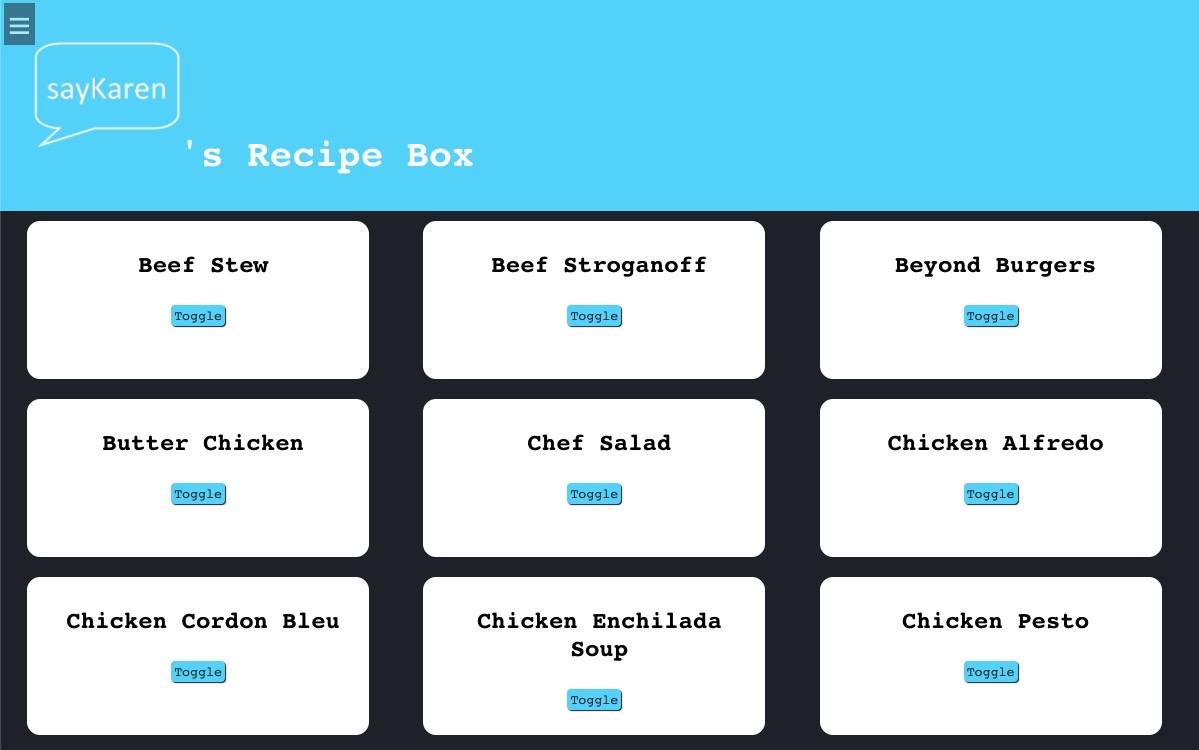 sayKaren
's Recipe Box
Beef Stew
Toggle
Beef Stroganoff
Toggle
Beyond Burgers
Toggle
Butter Chicken
Toggle
Chef Salad
Toggle
Chicken Alfredo
Toggle
Chicken Cordon Bleu
Toggle
Chicken Enchilada
Soup
Toggle
Chicken Pesto
Toggle